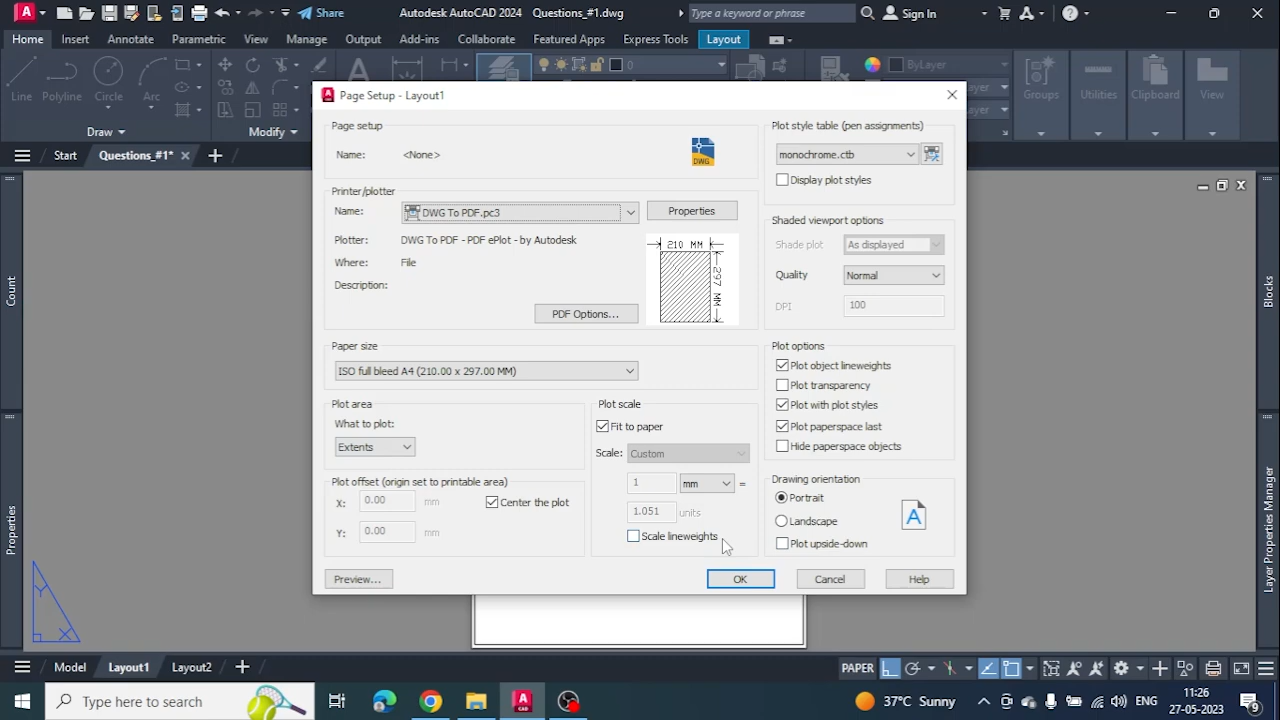 Share
Autodesk AutoCAD 2024 Questions_#1.dwg
Type a keyword or phrase
Sign In
Home Insert Annotate Parametric View Manage Output Add-ins Collaborate Featured Apps Express Tools Layout
0
ByLayer
Line Polyline Circle Arc
Groups Utilities Clipboard View
Draw Modify
Start Questions_#1*
Page Setup - Layout1
Page setup
Name: <None>
DWG
Printer/plotter
Name: DWG To PDF.pc3
Properties
Plotter: DWG To PDF - PDF ePlot - by Autodesk
Where: File
Description:
PDF Options...
210 MM
297 MM
Paper size
ISO full bleed A4 (210.00 x 297.00 MM)
Plot area
What to plot:
Extents
Plot offset (origin set to printable area)
X: 0.00 mm
Center the plot
Y: 0.00 mm
Plot scale
Fit to paper
Scale: Custom
1 mm =
1.051 units
Scale lineweights
Plot style table (pen assignments)
monochrome.ctb
Display plot styles
Shaded viewport options
Shade plot As displayed
Quality Normal
DPI 100
Plot options
Plot object lineweights
Plot transparency
Plot with plot styles
Plot paperspace last
Hide paperspace objects
Drawing orientation
Portrait
Landscape
A
Plot upside-down
Preview... OK Cancel Help
Count
Properties
Blocks
Layer Properties Manager
Y
X
Model Layout1 Layout2
PAPER
Type here to search
37°C Sunny
ENG
11:26
27-05-2023